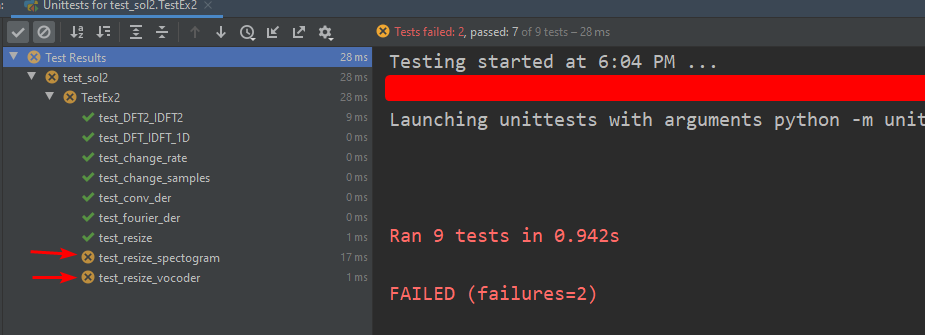 Unittests for test_sol2.TestEx2
Tests failed: 2, passed: 7 of 9 tests – 28 ms
Test Results 28 ms
test_sol2 28 ms
TestEx2 28 ms
test_DFT2_IDFT2 9 ms
test_DFT_IDFT_1D 0 ms
test_change_rate 0 ms
test_change_samples 0 ms
test_conv_der 0 ms
test_fourier_der 0 ms
test_resize 1 ms
test_resize_spectogram 17 ms
test_resize_vocoder 1 ms
Testing started at 6:04 PM ...
Launching unittests with arguments python -m unit
Ran 9 tests in 0.942s
FAILED (failures=2)